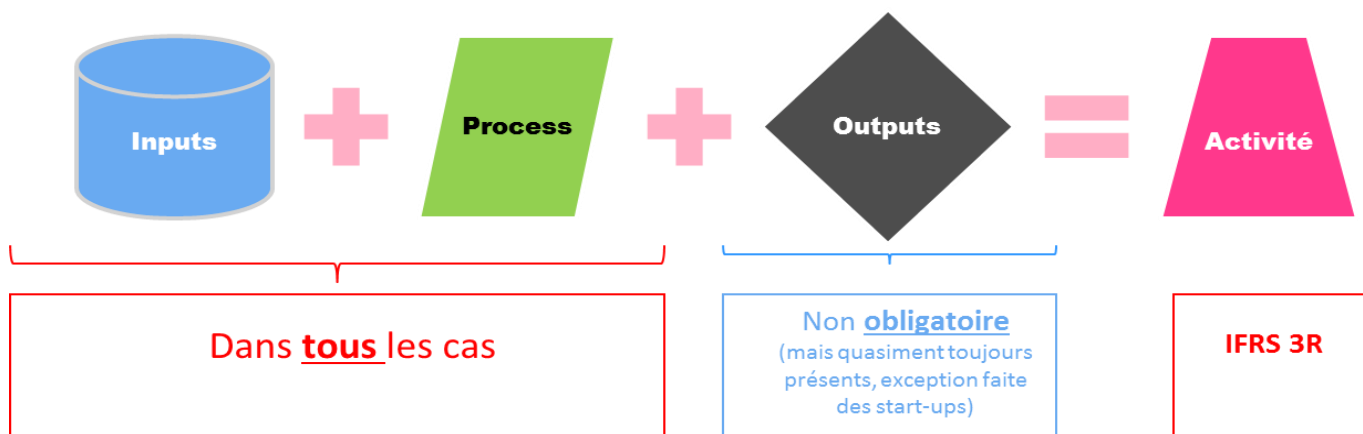 Inputs
Process
Outputs
Activité
Dans tous les cas
Non obligatoire
(mais quasiment toujours
présents, exception faite
des start-ups)
IFRS 3R